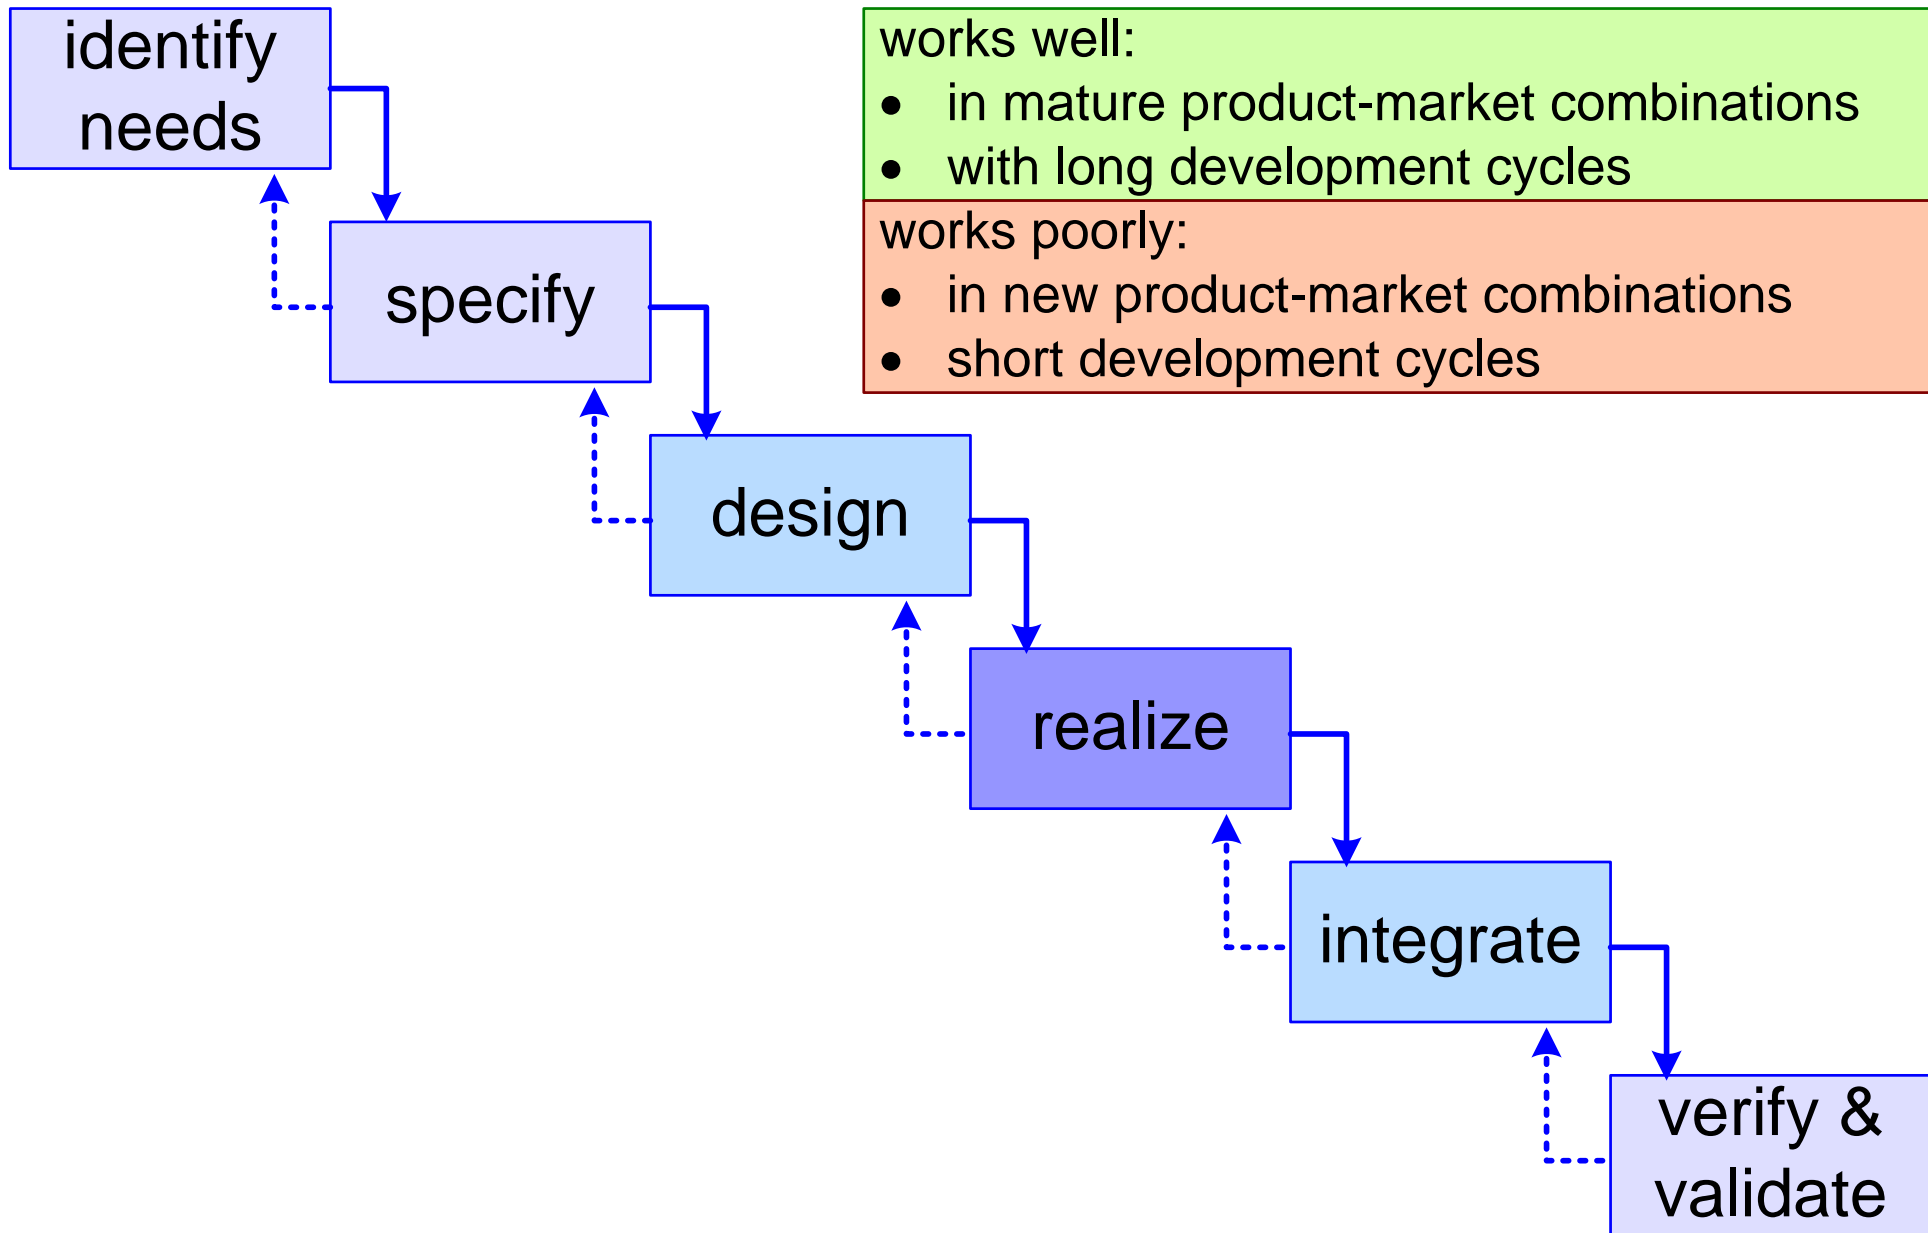 identify
needs
works well:
● in mature product-market combinations
● with long development cycles
works poorly:
● in new product-market combinations
● short development cycles
specify
design
realize
integrate
verify &
validate